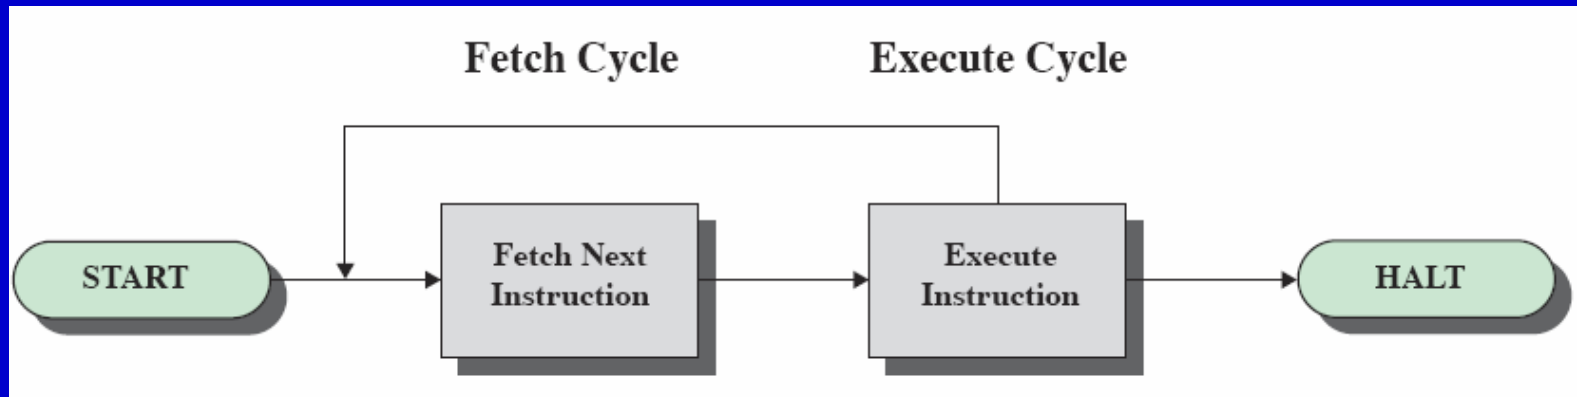 Fetch Cycle
Execute Cycle
START
Fetch Next
Instruction
Execute
Instruction
HALT